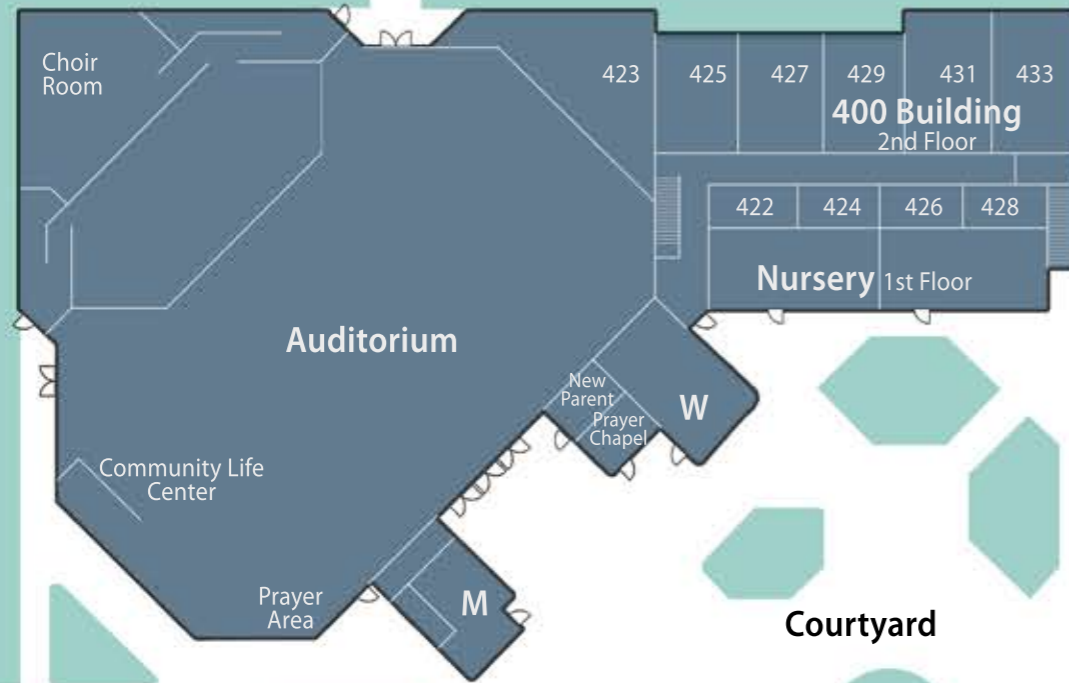 Choir
Room
423
425
427
429
431
433
400 Building
2nd Floor
422
424
426
428
Nursery 1st Floor
Auditorium
New
Parent
Prayer
Chapel
W
Community Life
Center
Prayer
Area
M
Courtyard